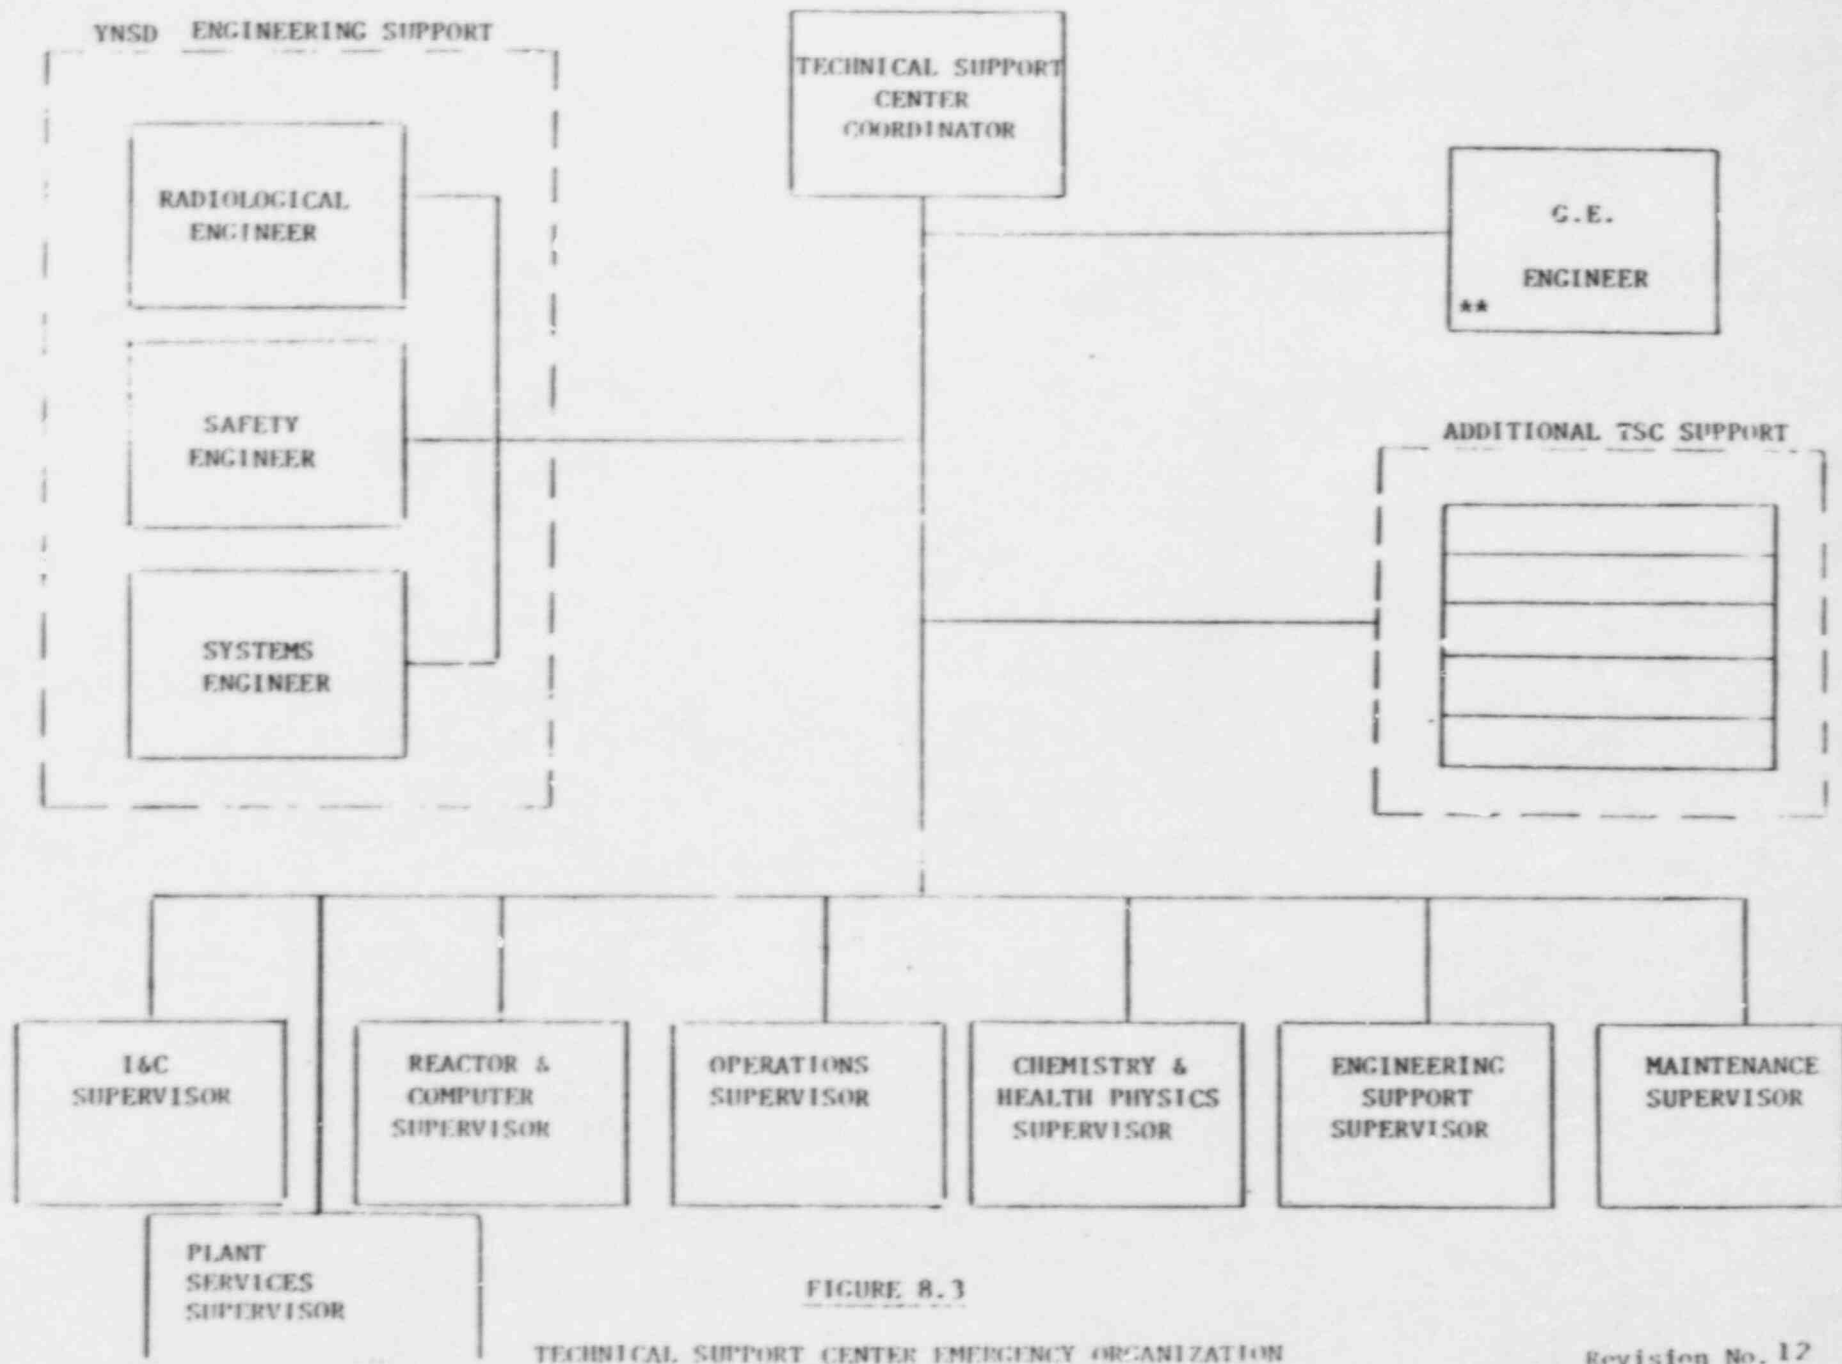 YNSD ENGINEERING SUPPORT
TECHNICAL SUPPORT
CENTER
COORDINATOR
RADIOLOGICAL
ENGINEER
G.E.
ENGINEER
**
SAFETY
ENGINEER
ADDITIONAL TSC SUPPORT
SYSTEMS
ENGINEER
I&C
SUPERVISOR
REACTOR &
COMPUTER
SUPERVISOR
OPERATIONS
SUPERVISOR
CHEMISTRY &
HEALTH PHYSICS
SUPERVISOR
ENGINEERING
SUPPORT
SUPERVISOR
MAINTENANCE
SUPERVISOR
PLANT
SERVICES
SUPERVISOR
FIGURE 8.3
TECHNICAL SUPPORT CENTER EMERGENCY ORGANIZATION
Revision No. 12